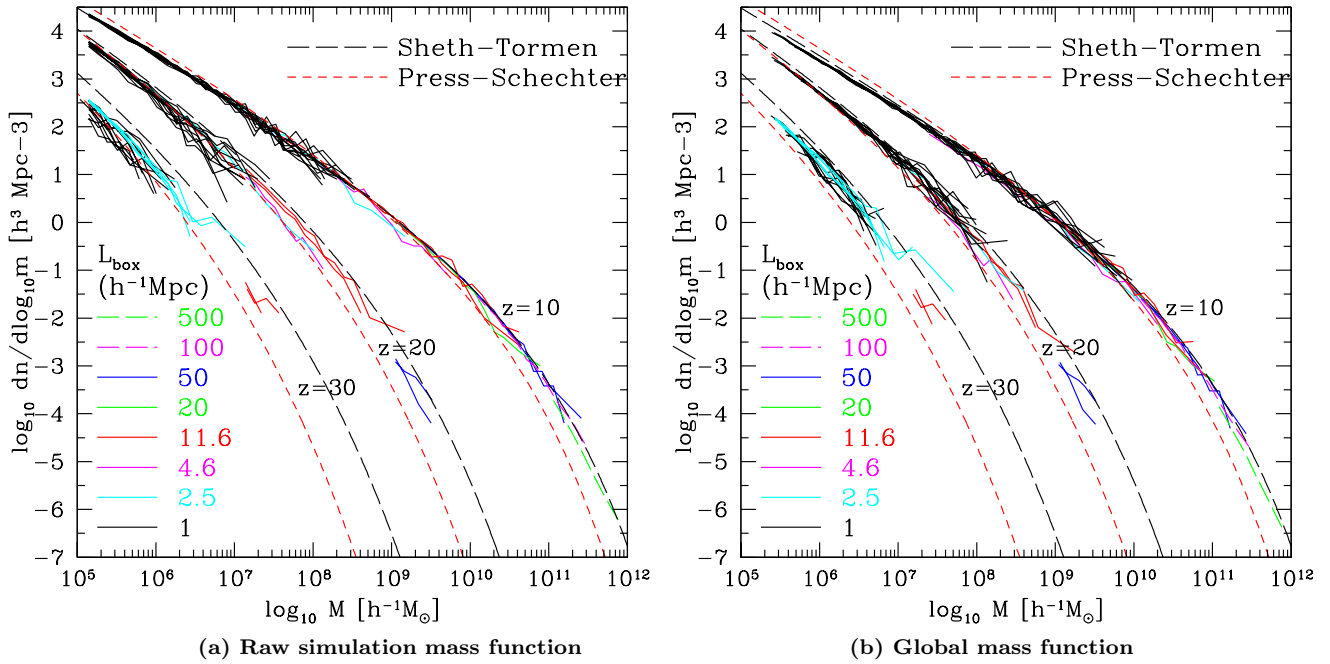 Sheth−Tormen
Press−Schechter
4
3
2
1
0
−1
−2
−3
−4
−5
−6
−7
log₁₀ dn/dlog₁₀m [h³ Mpc−3]
L_box
(h⁻¹Mpc)
500
100
50
20
11.6
4.6
2.5
1
z=10
z=20
z=30
10⁵ 10⁶ 10⁷ 10⁸ 10⁹ 10¹⁰ 10¹¹ 10¹²
log₁₀ M [h⁻¹M☉]
(a) Raw simulation mass function
Sheth−Tormen
Press−Schechter
4
3
2
1
0
−1
−2
−3
−4
−5
−6
−7
log₁₀ dn/dlog₁₀m [h³ Mpc−3]
L_box
(h⁻¹Mpc)
500
100
50
20
11.6
4.6
2.5
1
z=10
z=20
z=30
10⁵ 10⁶ 10⁷ 10⁸ 10⁹ 10¹⁰ 10¹¹ 10¹²
log₁₀ M [h⁻¹M☉]
(b) Global mass function